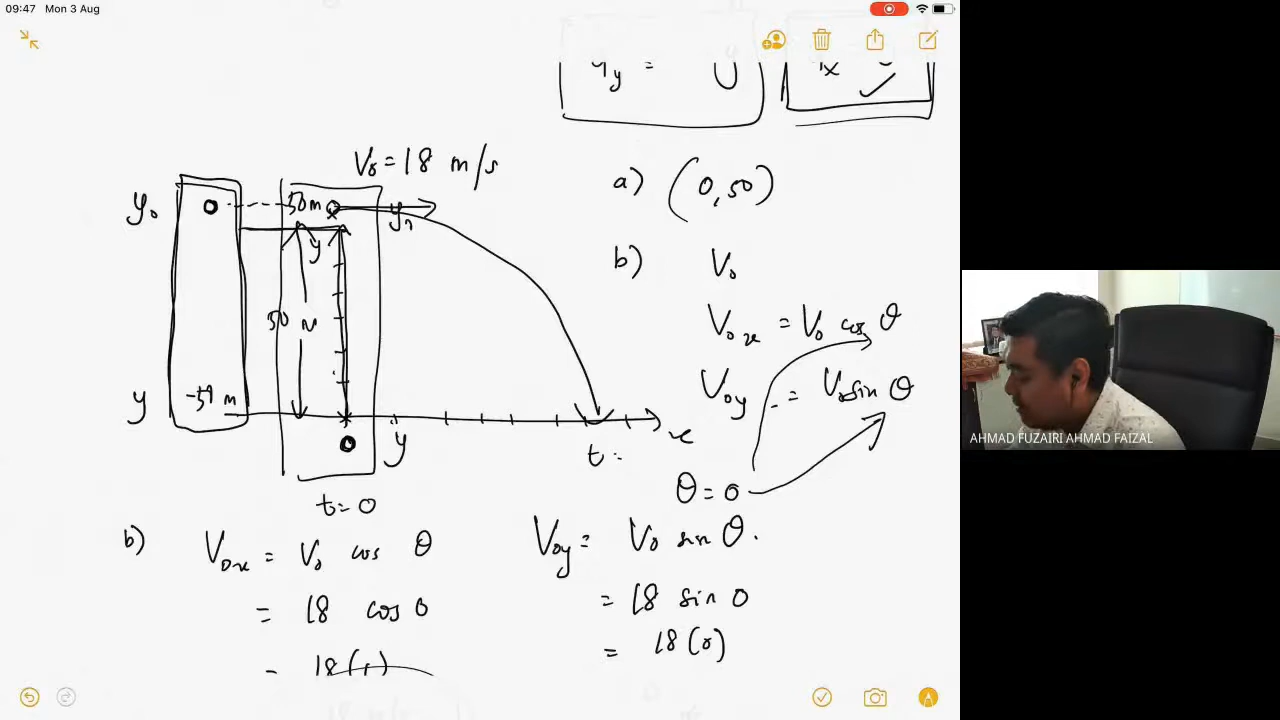 09:47 Mon 3 Aug
y =
x
V₀ = 18 m/s
a) (0, 50)
y₀
50 m
y
50 m
b) V₀
V₀x = V₀ cos θ
V₀y = V₀ sin θ
y
y
x
t =
θ = 0
t = 0
b) V₀x = V₀ cos θ
= 18 cos 0
= 18(1)
V₀y = V₀ sin θ.
= 18 sin 0
= 18(0)
AHMAD FUZAIRI AHMAD FAIZAL